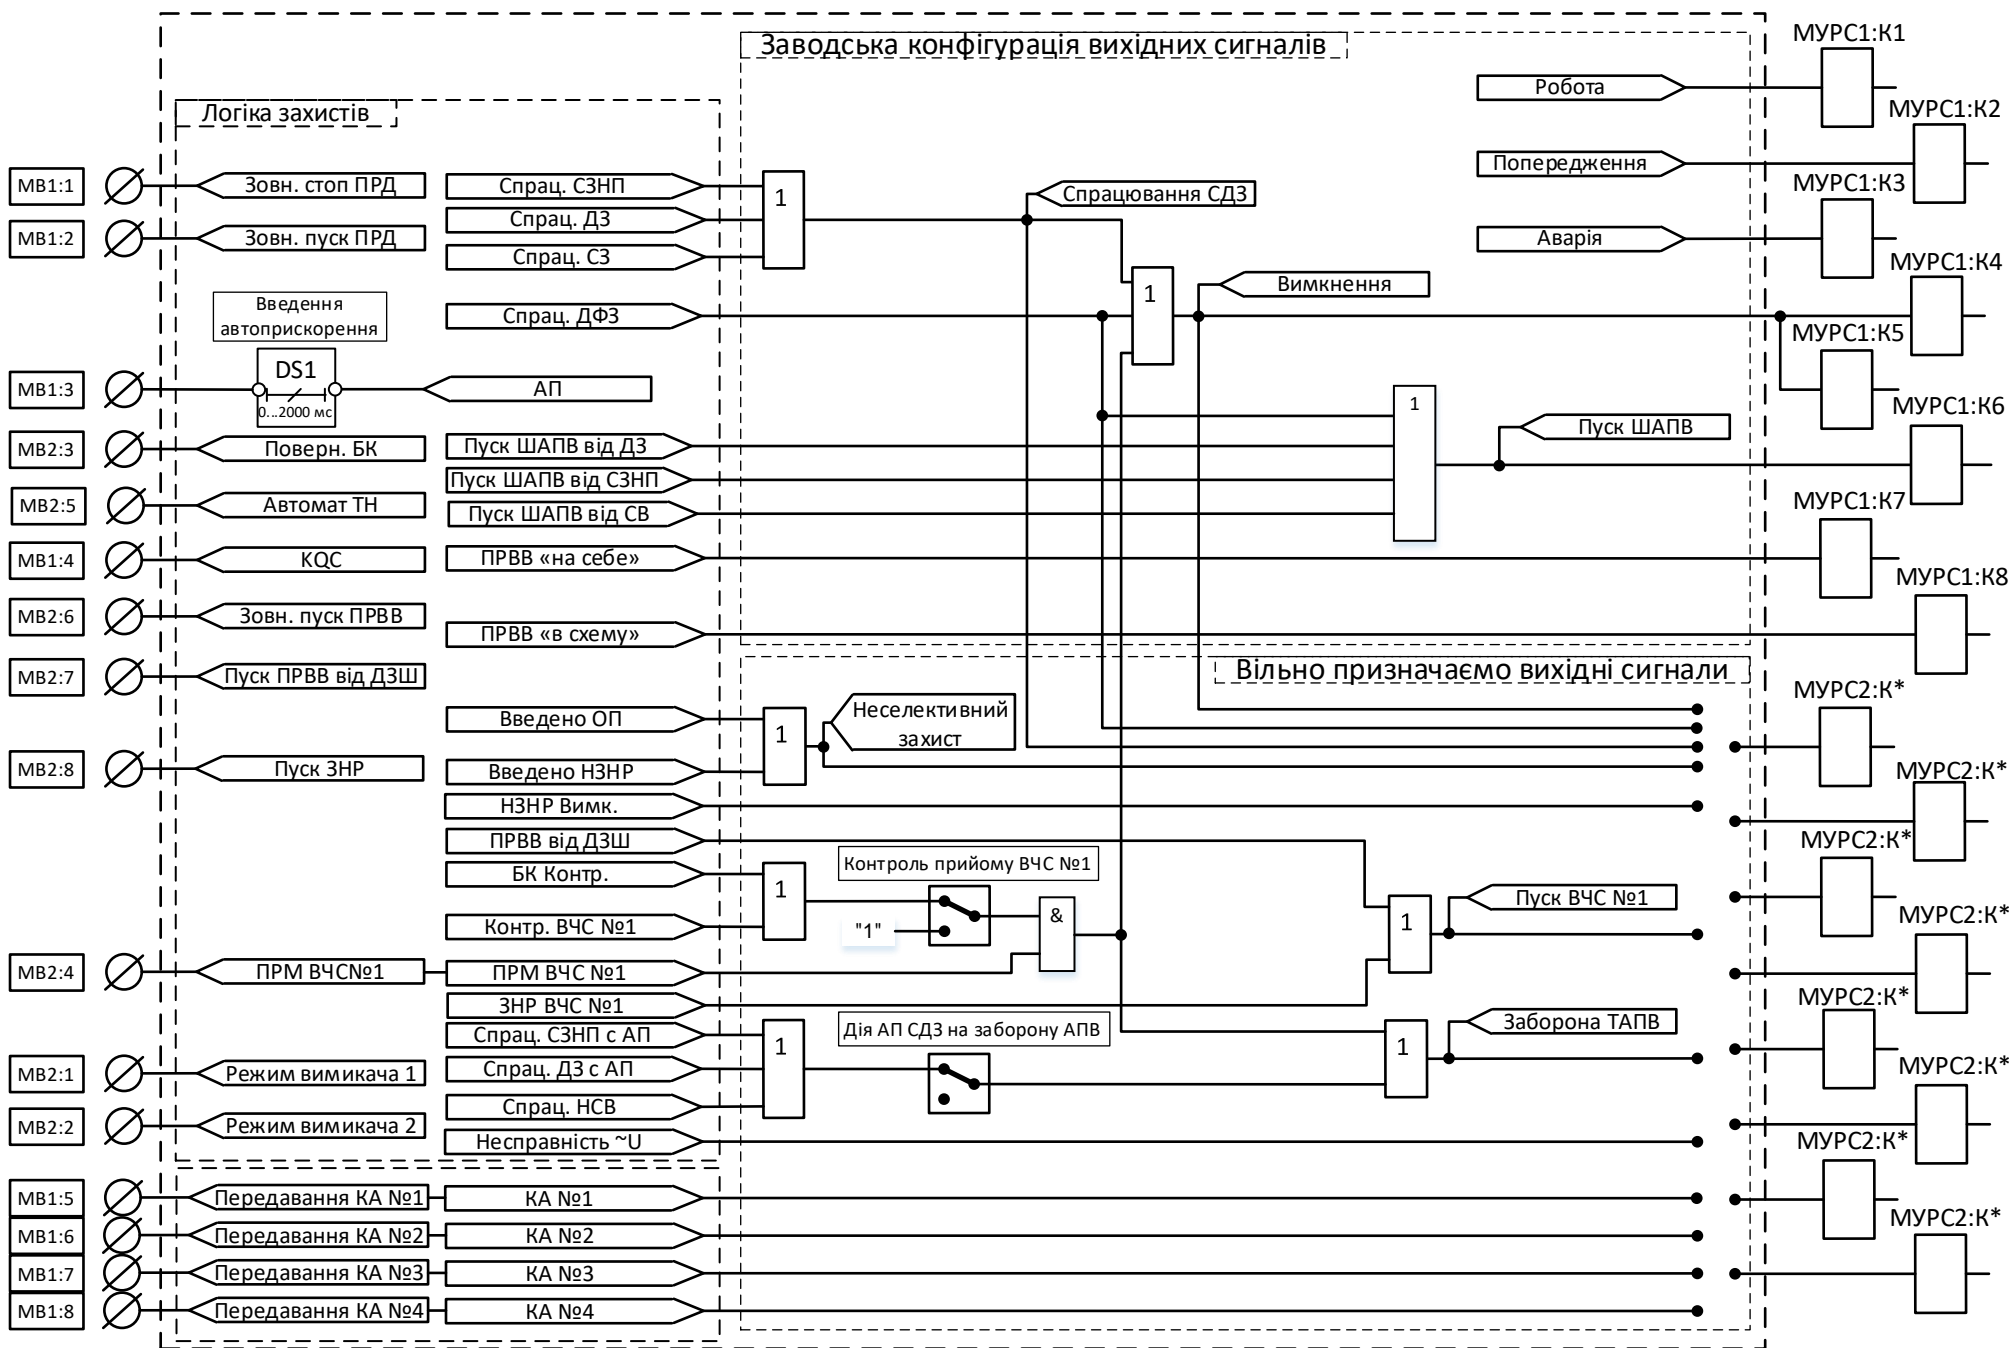 Заводська конфігурація вихідних сигналів
МУРС1:К1
Робота
МУРС1:К2
Логіка захистів
Попередження
МУРС1:К3
МВ1:1
Зовн. стоп ПРД
Спрац. СЗНП
1
Спрацювання СДЗ
Спрац. ДЗ
МВ1:2
Зовн. пуск ПРД
Аварія
Спрац. СЗ
МУРС1:К4
Введення
автоприскорення
Спрац. ДФЗ
1
Вимкнення
МУРС1:К5
DS1
0...2000 мс
МВ1:3
АП
1
МУРС1:К6
МВ2:3
Поверн. БК
Пуск ШАПВ від ДЗ
Пуск ШАПВ
Пуск ШАПВ від СЗНП
МВ2:5
Автомат ТН
Пуск ШАПВ від СВ
МУРС1:К7
МВ1:4
KQC
ПРВВ «на себе»
МУРС1:К8
МВ2:6
Зовн. пуск ПРВВ
ПРВВ «в схему»
МВ2:7
Пуск ПРВВ від ДЗШ
Вільно призначаємо вихідні сигнали
МУРС2:К*
Введено ОП
1
Неселективний
захист
МВ2:8
Пуск ЗНР
Введено НЗНР
МУРС2:К*
НЗНР Вимк.
ПРВВ від ДЗШ
МУРС2:К*
БК Контр.
1
Контроль прийому ВЧС №1
Контр. ВЧС №1
"1"
&
1
Пуск ВЧС №1
МУРС2:К*
МВ2:4
ПРМ ВЧС№1
ПРМ ВЧС №1
ЗНР ВЧС №1
МУРС2:К*
Спрац. СЗНП с АП
1
Дія АП СДЗ на заборону АПВ
1
Заборона ТАПВ
МВ2:1
Режим вимикача 1
Спрац. ДЗ с АП
МУРС2:К*
Спрац. НСВ
МВ2:2
Режим вимикача 2
Несправність ~U
МУРС2:К*
МВ1:5
Передавання КА №1
КА №1
МУРС2:К*
МВ1:6
Передавання КА №2
КА №2
МВ1:7
Передавання КА №3
КА №3
МВ1:8
Передавання КА №4
КА №4